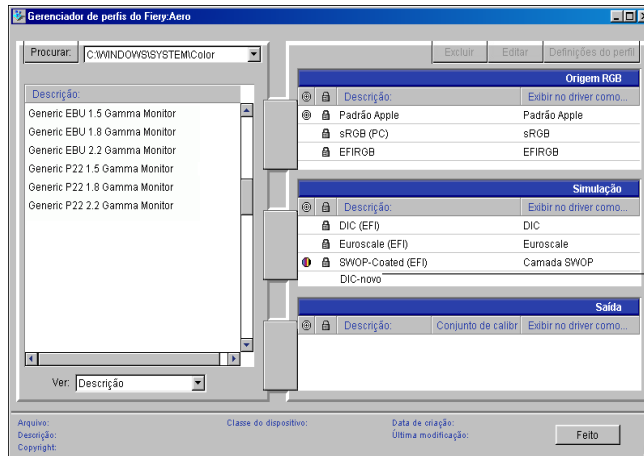 Gerenciador de perfis do Fiery:Aero
Procurar:
C:\WINDOWS\SYSTEM\Color
Descrição:
Generic EBU 1.5 Gamma Monitor
Generic EBU 1.8 Gamma Monitor
Generic EBU 2.2 Gamma Monitor
Generic P22 1.5 Gamma Monitor
Generic P22 1.8 Gamma Monitor
Generic P22 2.2 Gamma Monitor
Ver: Descrição
Excluir Editar Definições do perfil
Origem RGB
Descrição: Exibir no driver como...
Padrão Apple Padrão Apple
sRGB (PC) sRGB
EFIRGB EFIRGB
Simulação
Descrição: Exibir no driver como...
DIC (EFI) DIC
Euroscale (EFI) Euroscale
SWOP-Coated (EFI) Camada SWOP
DIC-novo
Saída
Descrição: Conjunto de calibr Exibir no driver como...
Arquivo: Classe do dispositivo: Data de criação:
Descrição: Última modificação:
Copyright:
Feito